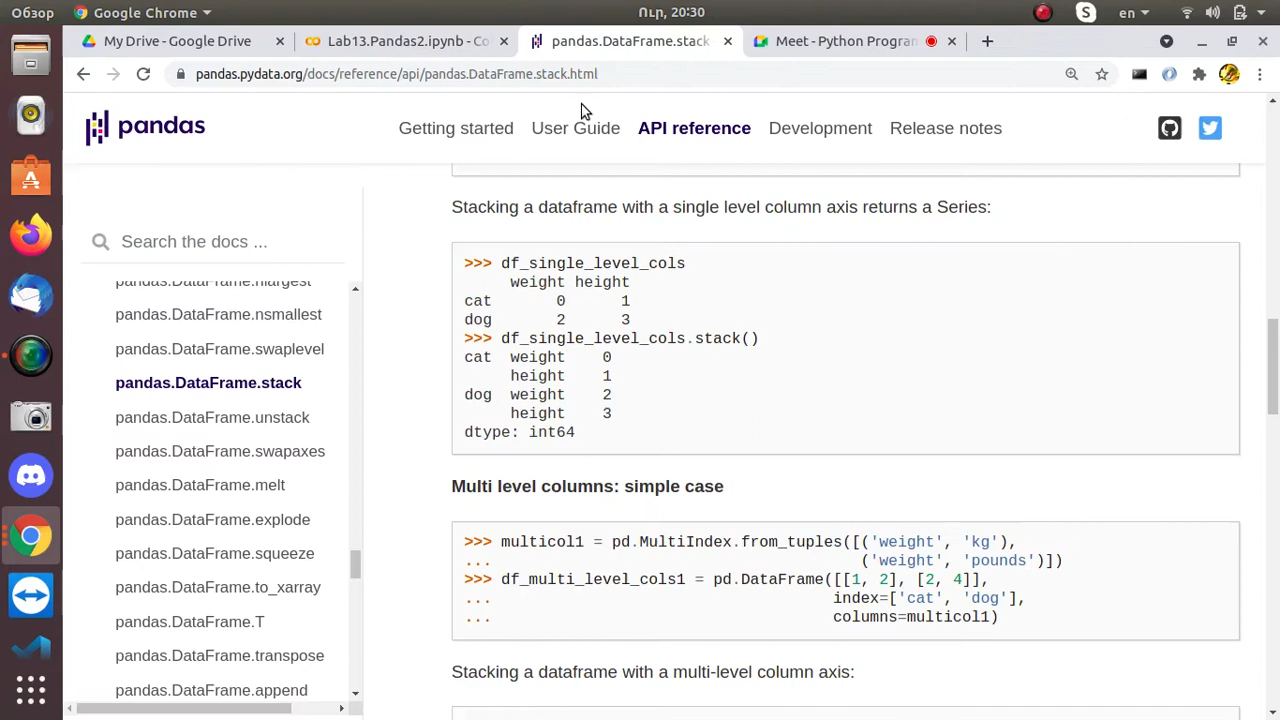 Обзор
Google Chrome
Ուր, 20:30
en
My Drive - Google Drive
Lab13.Pandas2.ipynb - Co
pandas.DataFrame.stack
Meet - Python Progra
pandas.pydata.org/docs/reference/api/pandas.DataFrame.stack.html
pandas
Getting started
User Guide
API reference
Development
Release notes
Search the docs ...
pandas.DataFrame.nlargest
pandas.DataFrame.nsmallest
pandas.DataFrame.swaplevel
pandas.DataFrame.stack
pandas.DataFrame.unstack
pandas.DataFrame.swapaxes
pandas.DataFrame.melt
pandas.DataFrame.explode
pandas.DataFrame.squeeze
pandas.DataFrame.to_xarray
pandas.DataFrame.T
pandas.DataFrame.transpose
pandas.DataFrame.append
Stacking a dataframe with a single level column axis returns a Series:
>>> df_single_level_cols
     weight height
cat       0      1
dog       2      3
>>> df_single_level_cols.stack()
cat  weight    0
     height    1
dog  weight    2
     height    3
dtype: int64
Multi level columns: simple case
>>> multicol1 = pd.MultiIndex.from_tuples([('weight', 'kg'),
...                                        ('weight', 'pounds')])
>>> df_multi_level_cols1 = pd.DataFrame([[1, 2], [2, 4]],
...                                     index=['cat', 'dog'],
...                                     columns=multicol1)
Stacking a dataframe with a multi-level column axis: